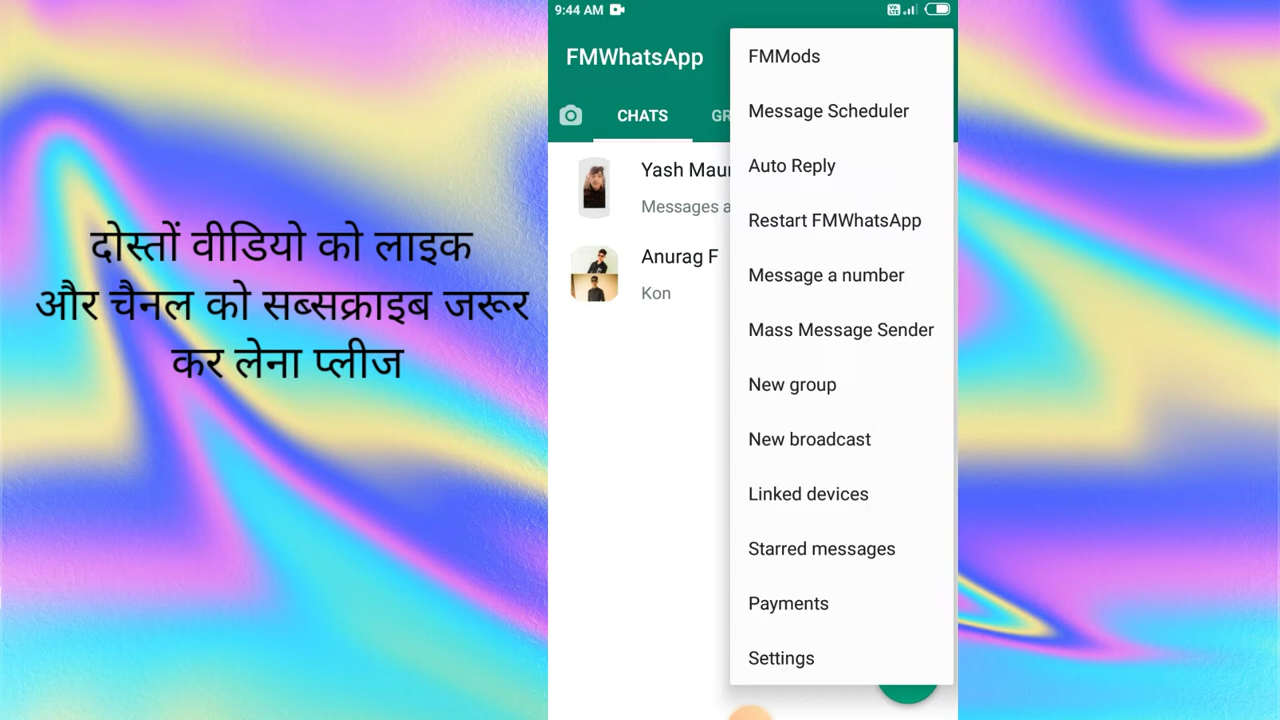 दोस्तों वीडियो को लाइक
और चैनल को सब्सक्राइब जरूर
कर लेना प्लीज
9:44 AM
FMWhatsApp
CHATS
Yash
Messages
Anurag F
Kon
FMMods
Message Scheduler
Auto Reply
Restart FMWhatsApp
Message a number
Mass Message Sender
New group
New broadcast
Linked devices
Starred messages
Payments
Settings